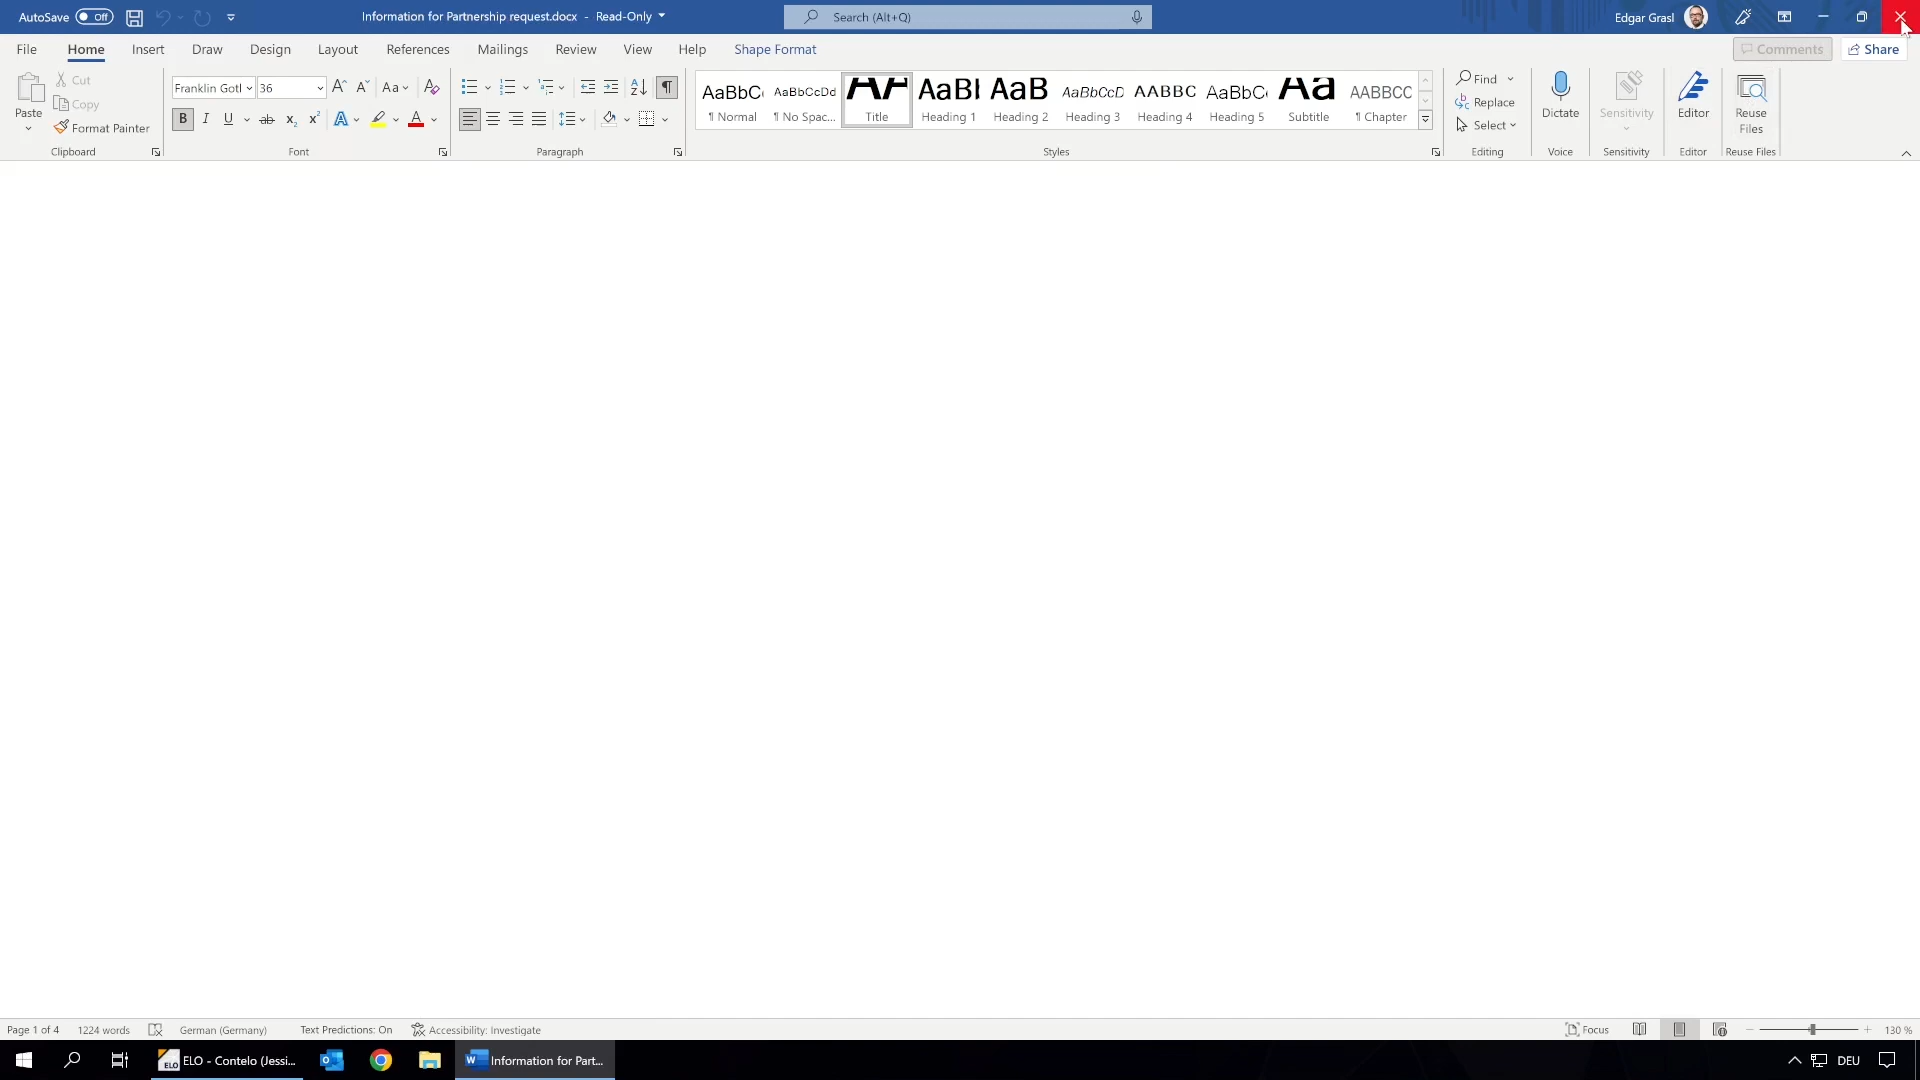 AutoSave Off Information for Partnership request.docx - Read-Only Search (Alt+Q) Edgar Grasl
File Home Insert Draw Design Layout References Mailings Review View Help Shape Format Comments Share
Paste
Cut
Copy
Format Painter
Clipboard
Franklin Gotl 36
Aa
B I U ab x₂ x² A A
Font
Paragraph
AaBbC AaBbCcDd AaBl AaB AaBbCcD AABBC AaBbC Aa AABBCC
¶ Normal ¶ No Spac... Title Heading 1 Heading 2 Heading 3 Heading 4 Heading 5 Subtitle ¶ Chapter
Styles
Find
Replace
Select
Editing
Dictate
Voice
Sensitivity
Sensitivity
Editor
Editor
Reuse
Files
Reuse Files
Page 1 of 4 1224 words German (Germany) Text Predictions: On Accessibility: Investigate Focus 130 %
ELO ELO - Contelo (Jessi... Information for Part... DEU